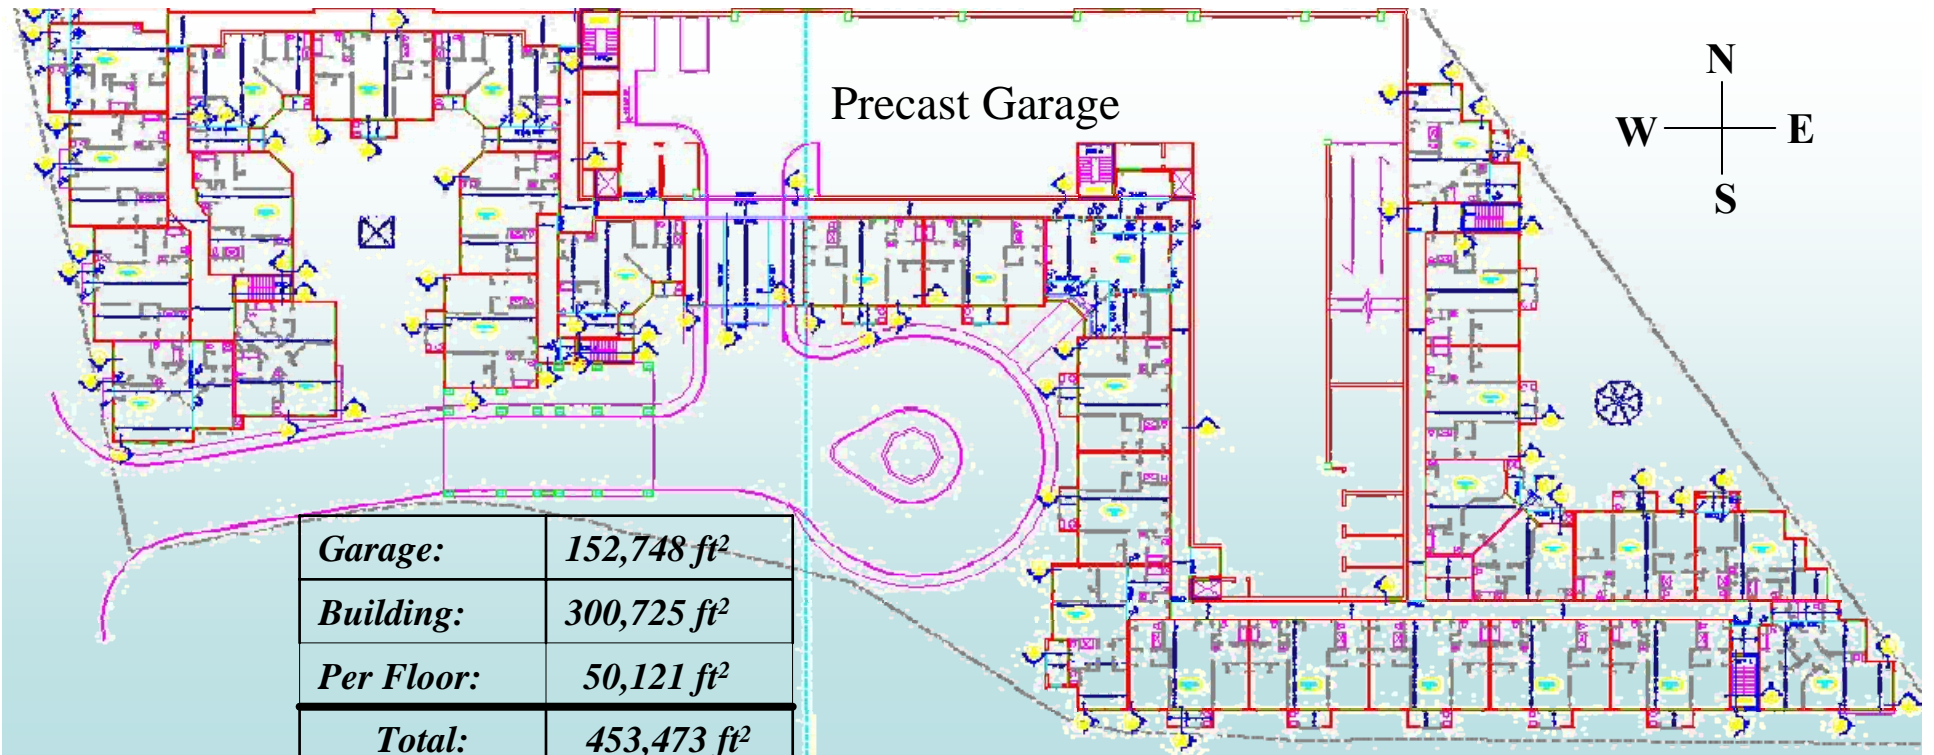 Precast Garage
N
W E
S
Garage: 152,748 ft²
Building: 300,725 ft²
Per Floor: 50,121 ft²
Total: 453,473 ft²